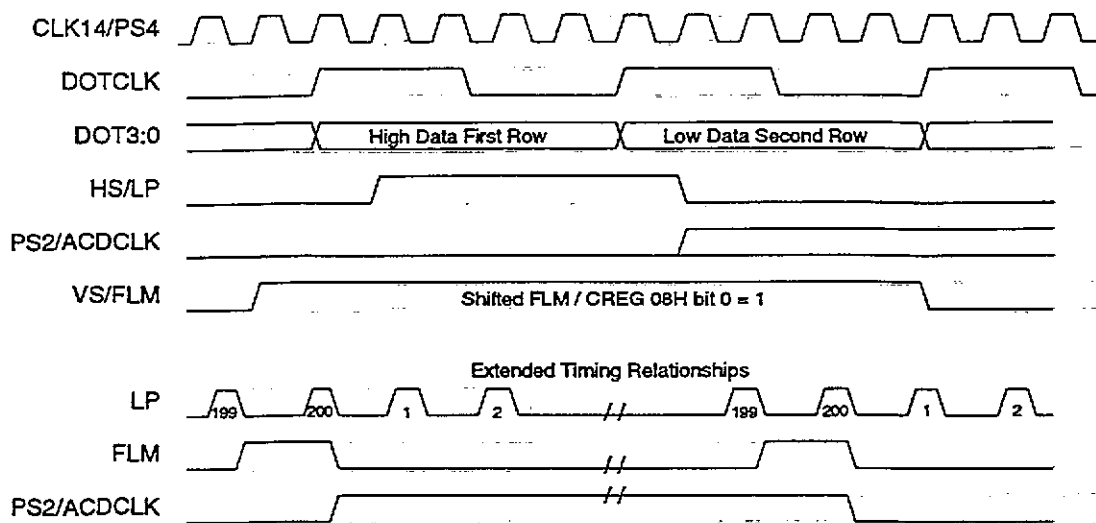 CLK14/PS4
DOTCLK
DOT3:0 High Data First Row Low Data Second Row
HS/LP
PS2/ACDCLK
VS/FLM Shifted FLM / CREG 08H bit 0 = 1
Extended Timing Relationships
LP 199 200 1 2 199 200 1 2
FLM
PS2/ACDCLK